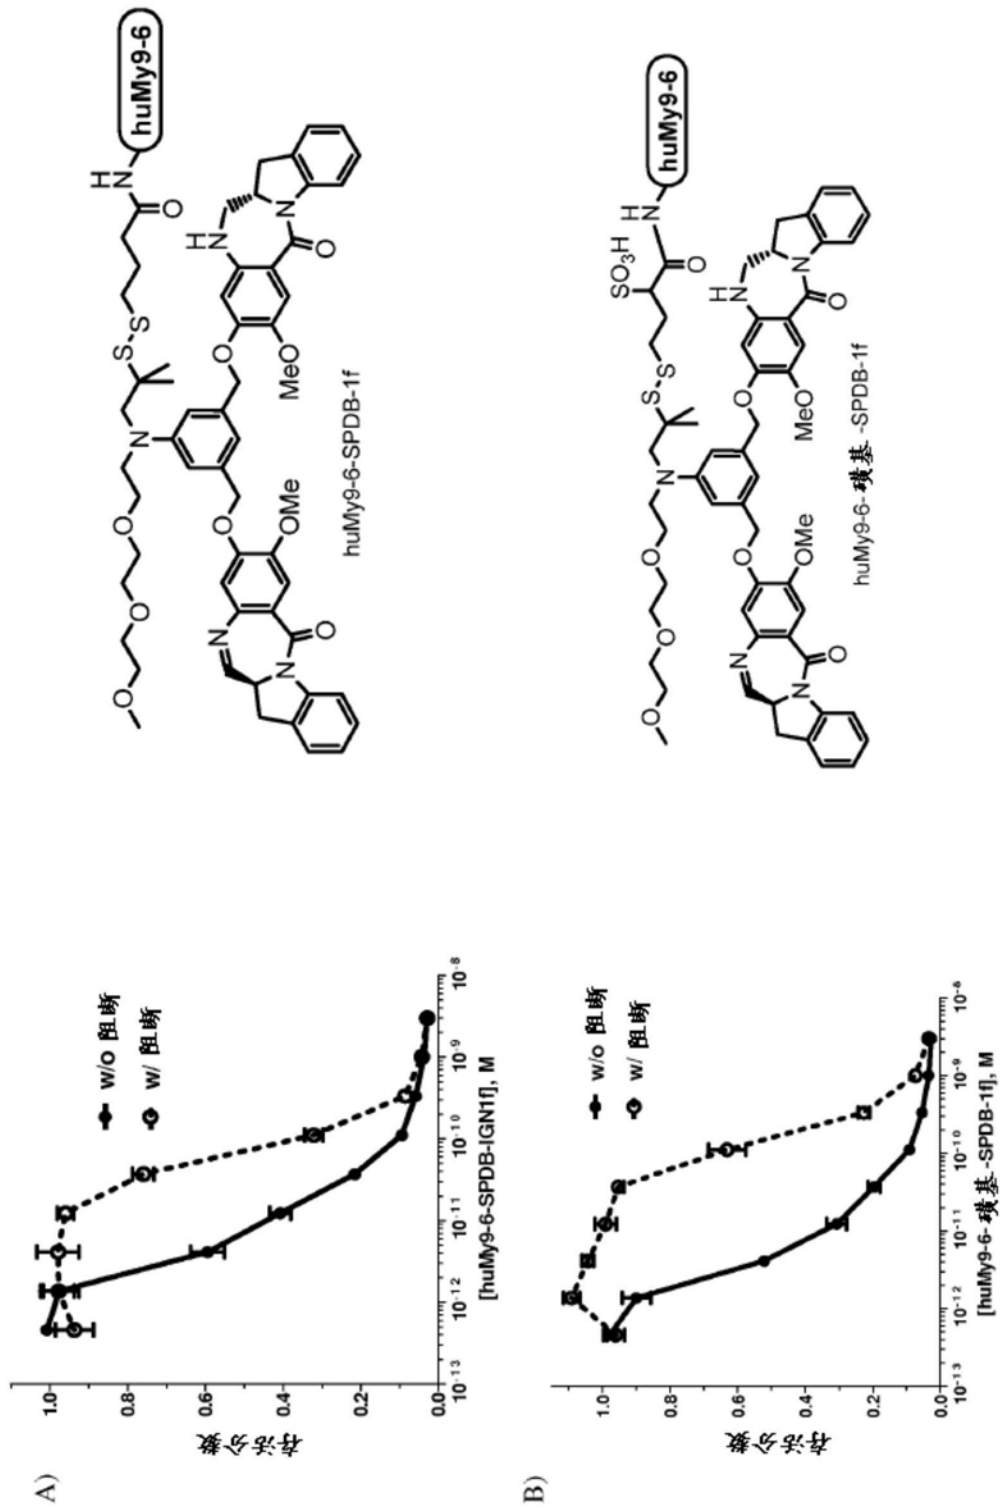 A)
存活分数
1.0
0.8
0.6
0.4
0.2
0.0
10-13
10-12
10-11
10-10
10-9
10-8
[huMy9-6-SPDB-IGN1f], M
w/o 阻断
w/ 阻断
huMy9-6
HN
O
S
S
N
O
O
O
HN
N
O
O
MeO
O
OMe
N
N
O
huMy9-6-SPDB-1f
B)
存活分数
1.0
0.8
0.6
0.4
0.2
0.0
10-13
10-12
10-11
10-10
10-9
10-8
[huMy9-6-磺基-SPDB-1f], M
w/o 阻断
w/ 阻断
huMy9-6
HN
SO3H
O
S
S
N
O
O
O
HN
N
O
O
MeO
O
OMe
N
N
O
huMy9-6-磺基-SPDB-1f